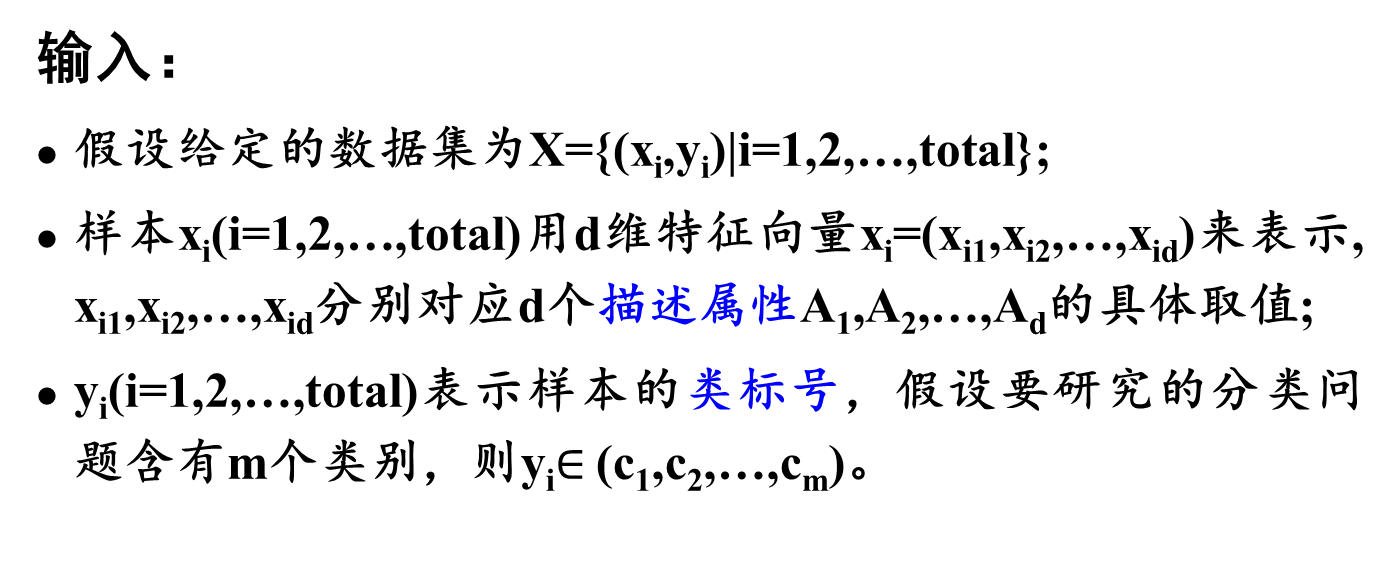 输入：
• 假设给定的数据集为X={(xi,yi)|i=1,2,…,total};
• 样本xi(i=1,2,…,total)用d维特征向量xi=(xi1,xi2,…,xid)来表示,
xi1,xi2,…,xid分别对应d个描述属性A1,A2,…,Ad的具体取值;
• yi(i=1,2,…,total)表示样本的类标号，假设要研究的分类问
题含有m个类别，则yi∈(c1,c2,…,cm)。